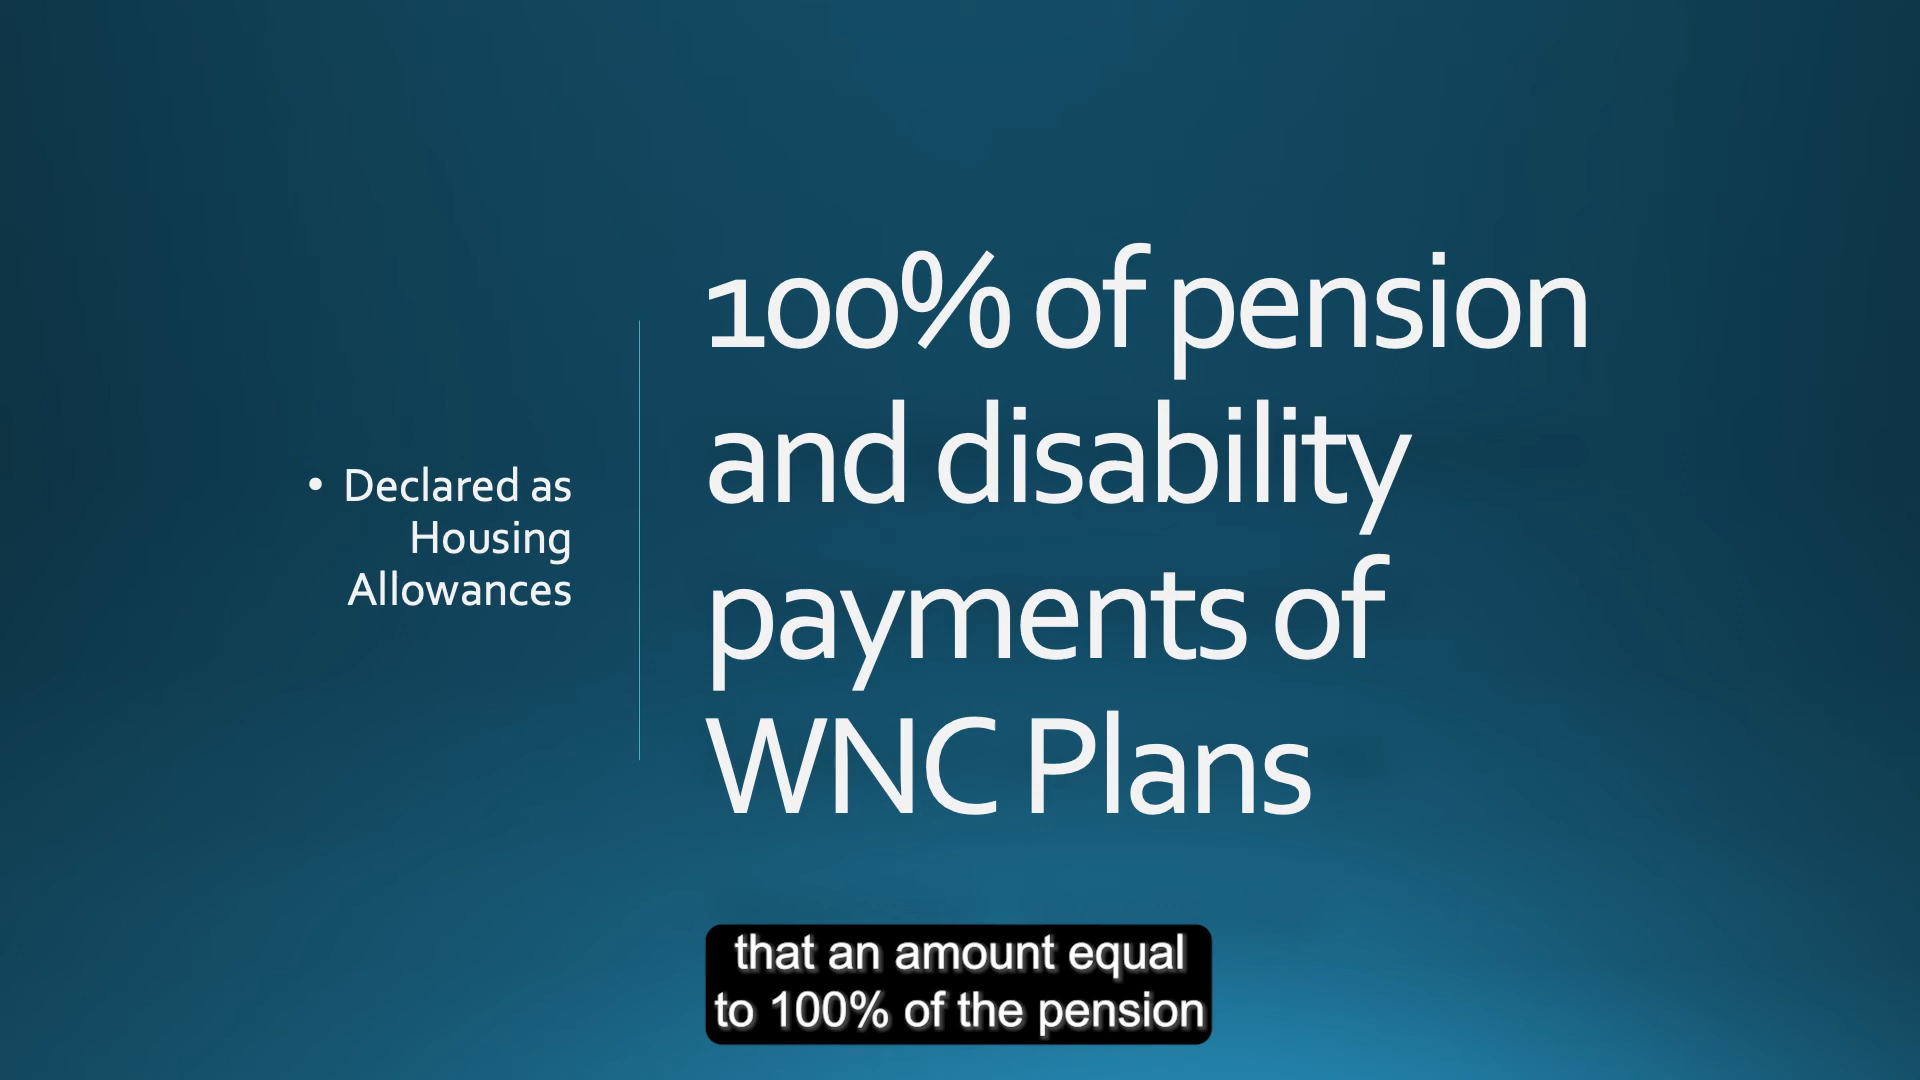 • Declared as
Housing
Allowances
100% of pension
and disability
payments of
WNC Plans
that an amount equal
to 100% of the pension